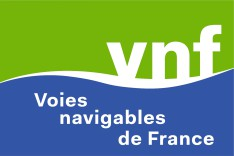 vnf
Voies
navigables
de France